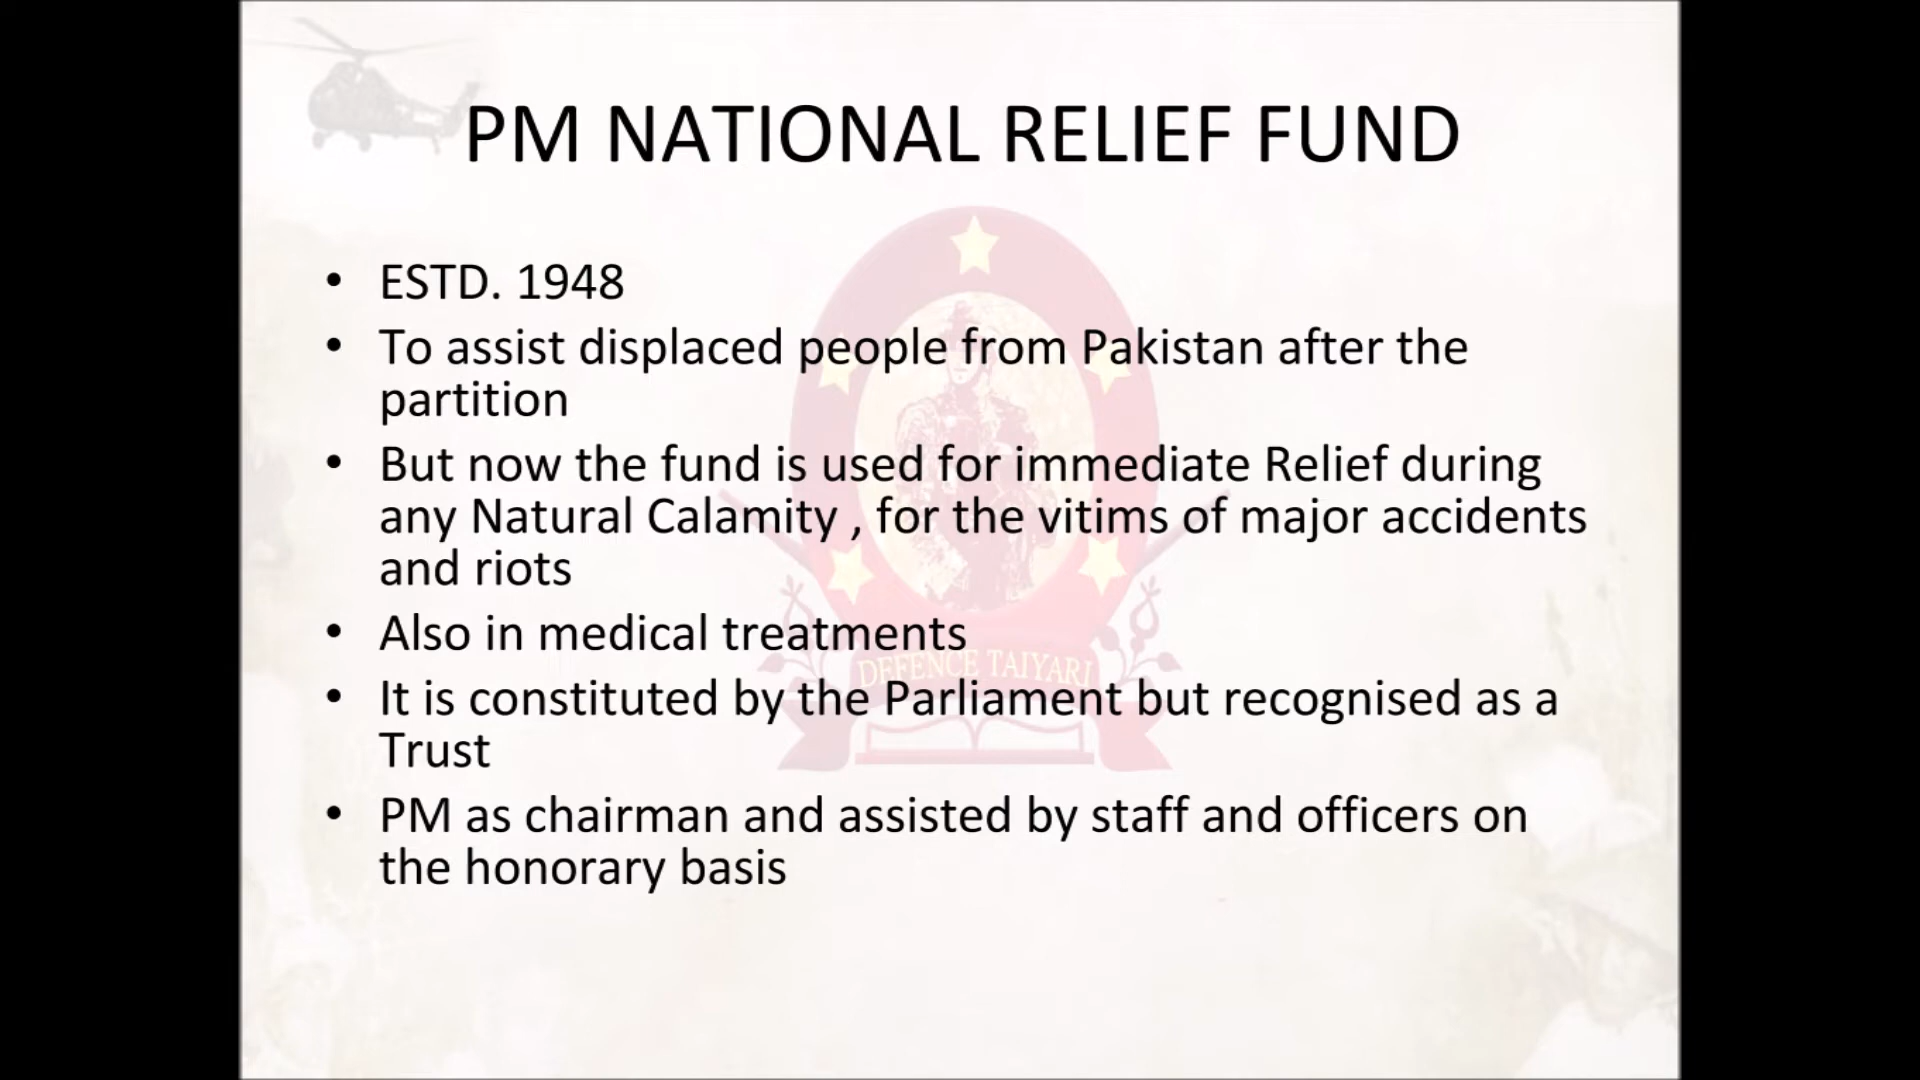 PM NATIONAL RELIEF FUND
• ESTD. 1948
• To assist displaced people from Pakistan after the
partition
• But now the fund is used for immediate Relief during
any Natural Calamity , for the vitims of major accidents
and riots
• Also in medical treatments
DEFENCE TAIYARI
• It is constituted by the Parliament but recognised as a
Trust
• PM as chairman and assisted by staff and officers on
the honorary basis